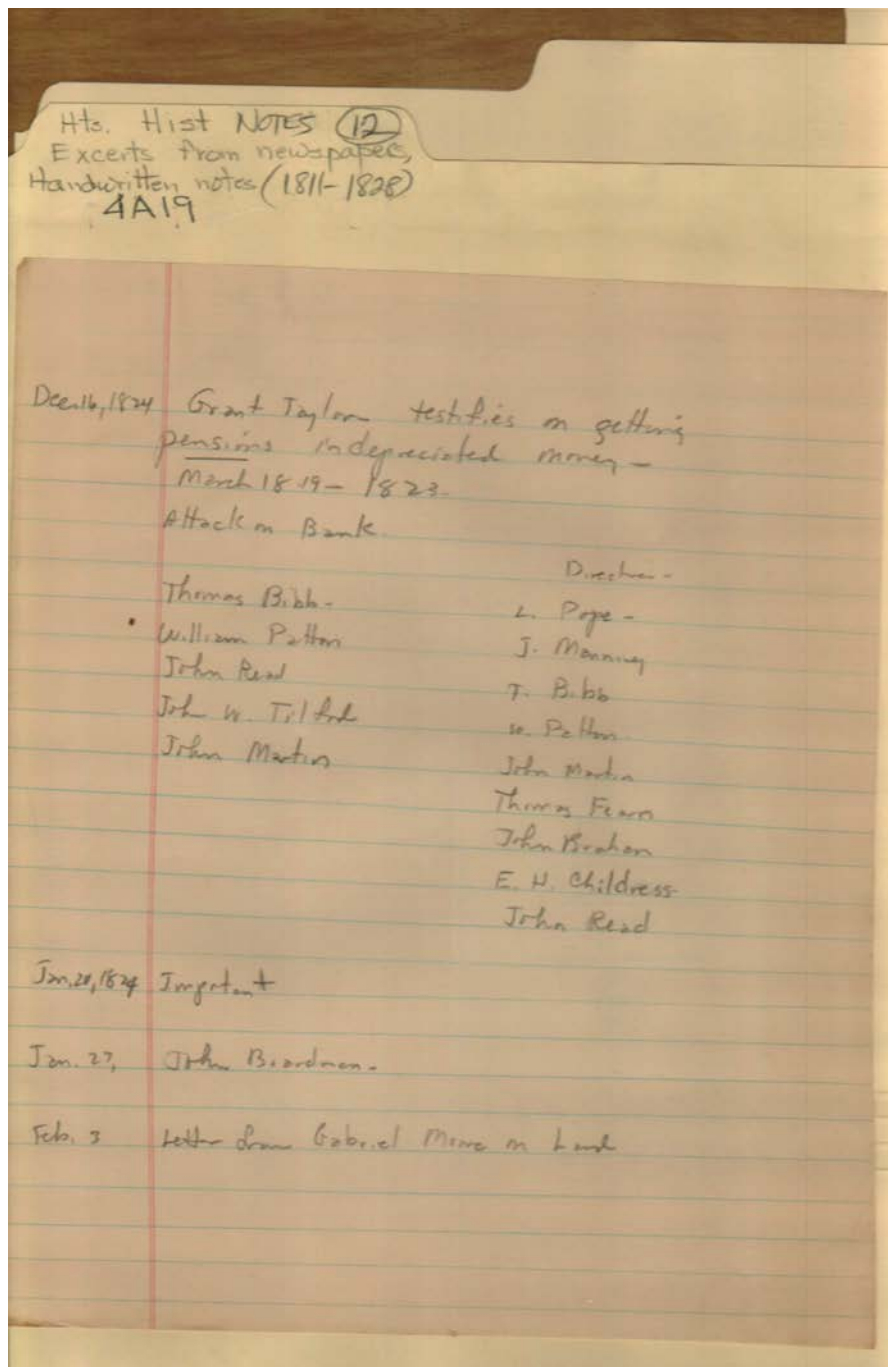 Hts. Hist NOTES (12)
Excerts from newspapers,
Handwritten notes (1811-1828)
4A19
Dec.16,1824 Grant Taylor testifies on getting
pensions in depreciated money -
March 1819 - 1823.
Attack on Bank.
Directors -
Thomas Bibb - L. Pope -
William Patton J. Manning
John Read T. Bibb
John W. Tilford W. Patton
John Martin John Martin
Thomas Fearn
John Brahan
E. H. Childress
John Read
Jan. 20, 1824 Important
Jan. 27, John Boardman -
Feb. 3 Letter from Gabriel Moore on Land